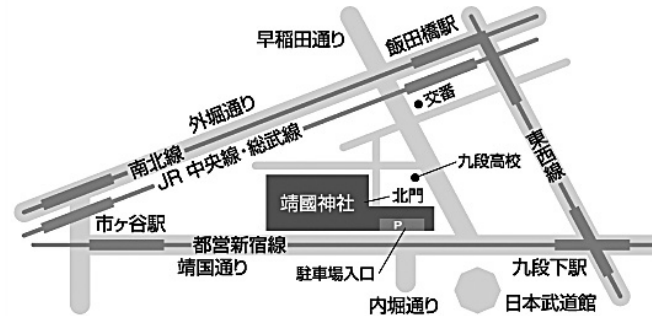 早稲田通り
飯田橋駅
外堀通り
交番
南北線
JR 中央線・総武線
東西線
九段高校
靖國神社
北門
市ヶ谷駅
P
都営新宿線
靖国通り
駐車場入口
九段下駅
内堀通り
日本武道館